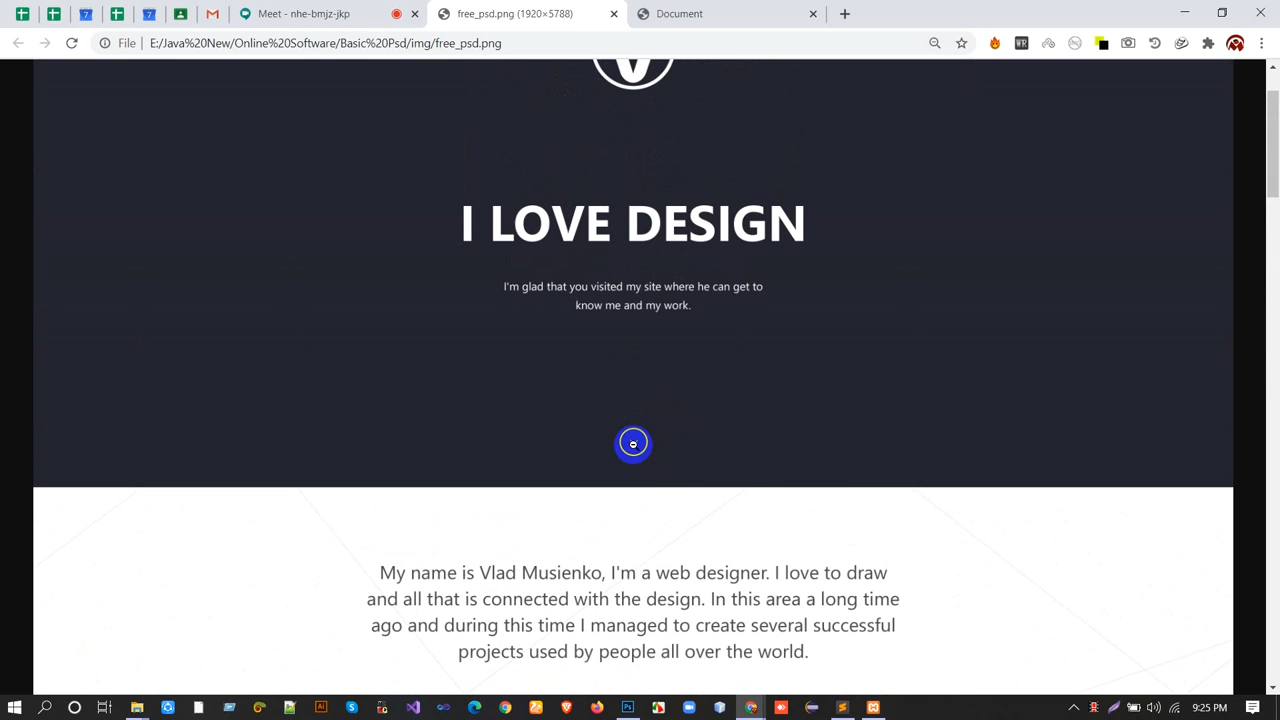 Meet - nhe-bmjz-jkp
free_psd.png (1920×5788)
Document
File
E:/Java%20New/Online%20Software/Basic%20Psd/img/free_psd.png
I LOVE DESIGN
I'm glad that you visited my site where he can get to
know me and my work.
My name is Vlad Musienko, I'm a web designer. I love to draw
and all that is connected with the design. In this area a long time
ago and during this time I managed to create several successful
projects used by people all over the world.
9:25 PM